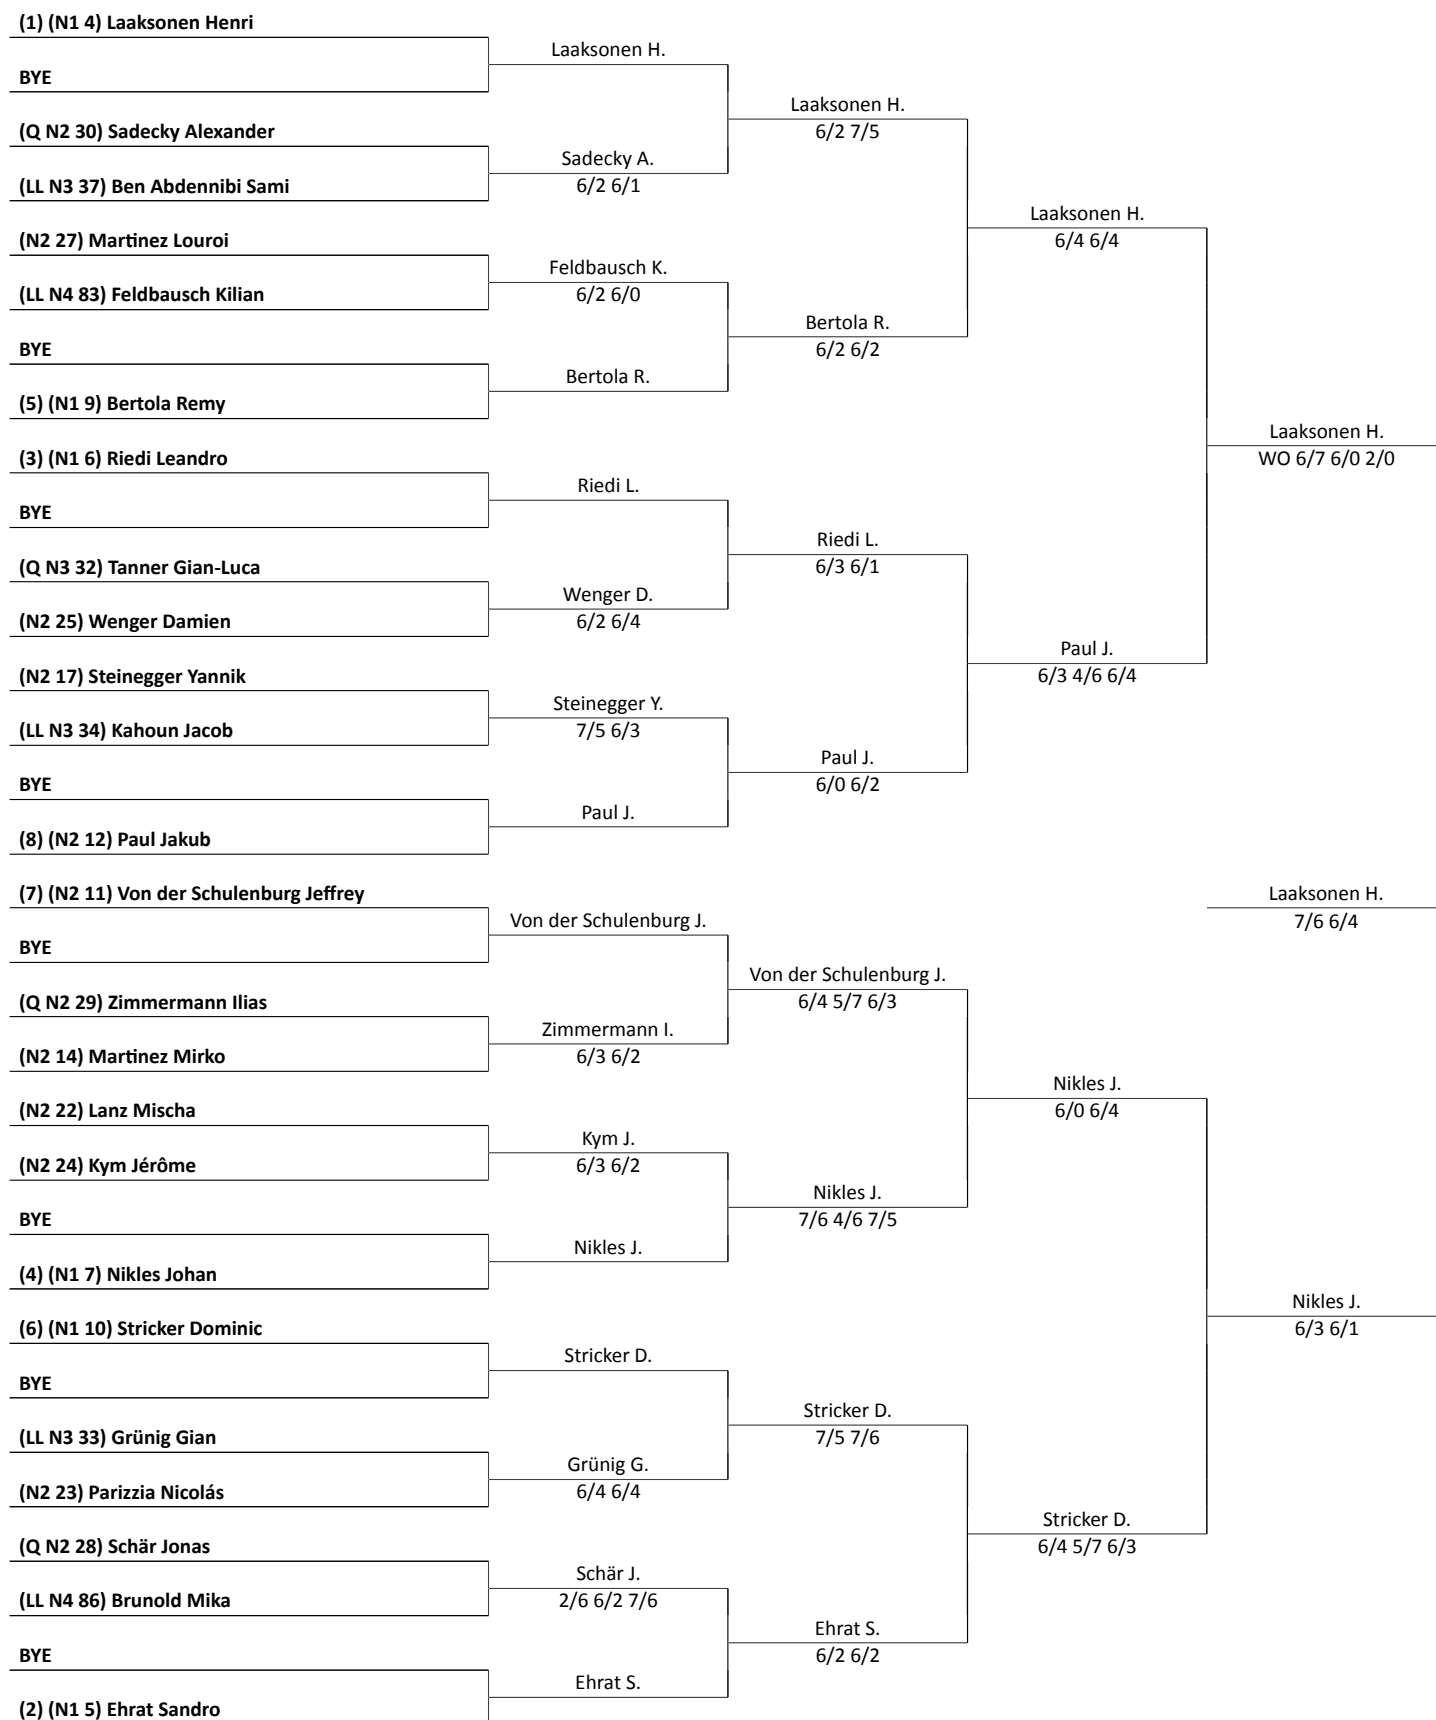 (1) (N1 4) Laaksonen Henri
BYE
(Q N2 30) Sadecky Alexander
(LL N3 37) Ben Abdennibi Sami
(N2 27) Martinez Louroi
(LL N4 83) Feldbausch Kilian
BYE
(5) (N1 9) Bertola Remy
(3) (N1 6) Riedi Leandro
BYE
(Q N3 32) Tanner Gian-Luca
(N2 25) Wenger Damien
(N2 17) Steinegger Yannik
(LL N3 34) Kahoun Jacob
BYE
(8) (N2 12) Paul Jakub
(7) (N2 11) Von der Schulenburg Jeffrey
BYE
(Q N2 29) Zimmermann Ilias
(N2 14) Martinez Mirko
(N2 22) Lanz Mischa
(N2 24) Kym Jérôme
BYE
(4) (N1 7) Nikles Johan
(6) (N1 10) Stricker Dominic
BYE
(LL N3 33) Grünig Gian
(N2 23) Parizzia Nicolás
(Q N2 28) Schär Jonas
(LL N4 86) Brunold Mika
BYE
(2) (N1 5) Ehrat Sandro
Laaksonen H.
Sadecky A.
6/2 6/1
Feldbausch K.
6/2 6/0
Bertola R.
Riedi L.
Wenger D.
6/2 6/4
Steinegger Y.
7/5 6/3
Paul J.
Von der Schulenburg J.
Zimmermann I.
6/3 6/2
Kym J.
6/3 6/2
Nikles J.
Stricker D.
Grünig G.
6/4 6/4
Schär J.
2/6 6/2 7/6
Ehrat S.
Laaksonen H.
6/2 7/5
Bertola R.
6/2 6/2
Riedi L.
6/3 6/1
Paul J.
6/0 6/2
Von der Schulenburg J.
6/4 5/7 6/3
Nikles J.
7/6 4/6 7/5
Stricker D.
7/5 7/6
Ehrat S.
6/2 6/2
Laaksonen H.
6/4 6/4
Paul J.
6/3 4/6 6/4
Nikles J.
6/0 6/4
Stricker D.
6/4 5/7 6/3
Laaksonen H.
WO 6/7 6/0 2/0
Laaksonen H.
7/6 6/4
Nikles J.
6/3 6/1